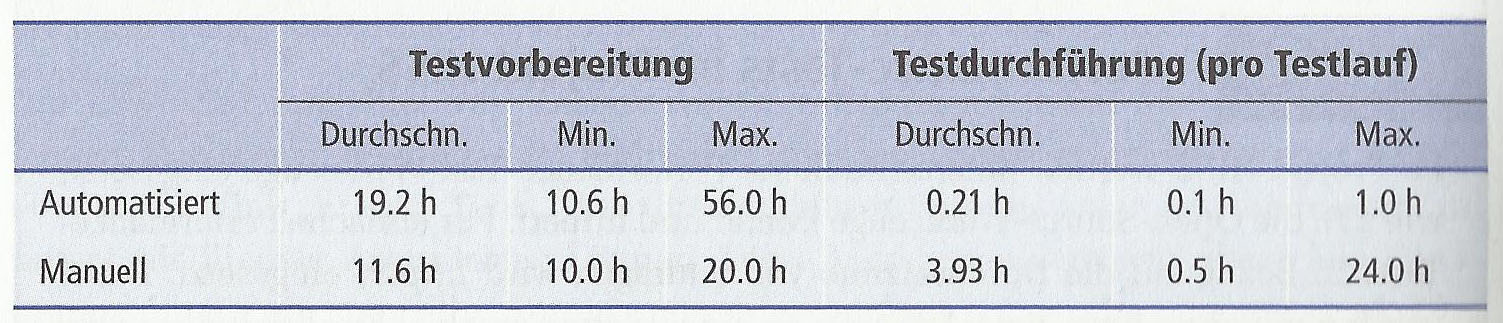 Testvorbereitung Testdurchführung (pro Testlauf)
Durchschn. Min. Max. Durchschn. Min. Max.
Automatisiert 19.2 h 10.6 h 56.0 h 0.21 h 0.1 h 1.0 h
Manuell 11.6 h 10.0 h 20.0 h 3.93 h 0.5 h 24.0 h